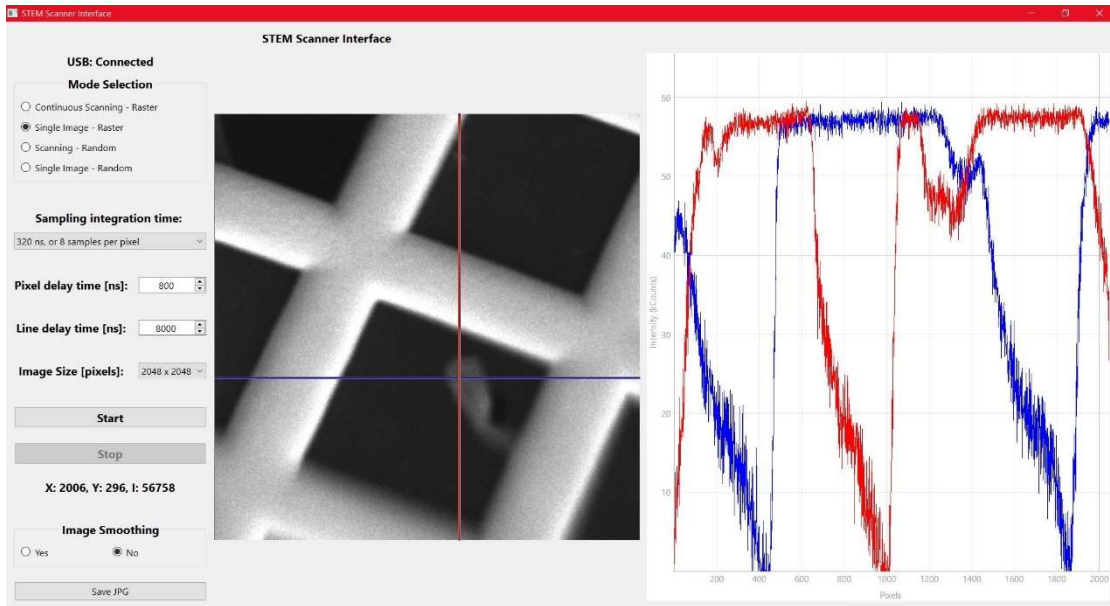 STEM Scanner Interface
STEM Scanner Interface
USB: Connected
Mode Selection
Continuous Scanning - Raster
Single Image - Raster
Scanning - Random
Single Image - Random
Sampling integration time:
320 ns, or 8 samples per pixel
Pixel delay time [ns]: 800
Line delay time [ns]: 8000
Image Size [pixels]: 2048 x 2048
Start
Stop
X: 2006, Y: 296, I: 56758
Image Smoothing
Yes No
Save JPG
60
50
40
30
20
10
Intensity (kCounts)
200 400 600 800 1000 1200 1400 1600 1800 2000
Pixels